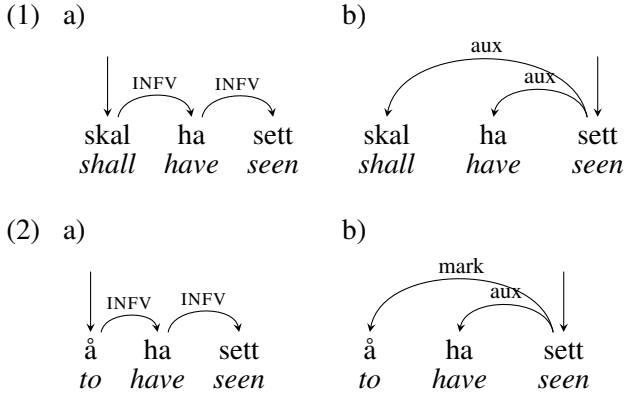 (1) a) b)
aux
INFV INFV aux
skal ha sett skal ha sett
shall have seen shall have seen
(2) a) b)
mark
INFV INFV aux
å ha sett å ha sett
to have seen to have seen